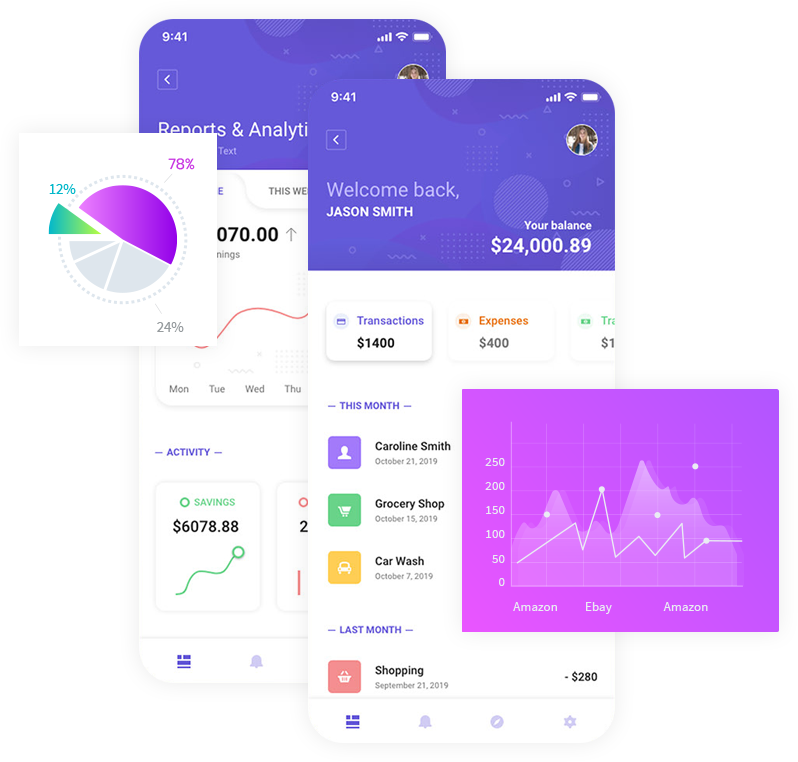 9:41
Reports & Analyti
Text
E
THIS WE
070.00
nings
Mon Tue Wed Thu
ACTIVITY
SAVINGS
$6078.88
2
78%
12%
24%
9:41
Welcome back,
JASON SMITH
Your balance
$24,000.89
Transactions
$1400
Expenses
$400
Tra
$1
THIS MONTH
Caroline Smith
October 21, 2019
Grocery Shop
October 15, 2019
Car Wash
October 7, 2019
LAST MONTH
Shopping
September 21, 2019
- $280
250
200
150
100
50
0
Amazon Ebay Amazon